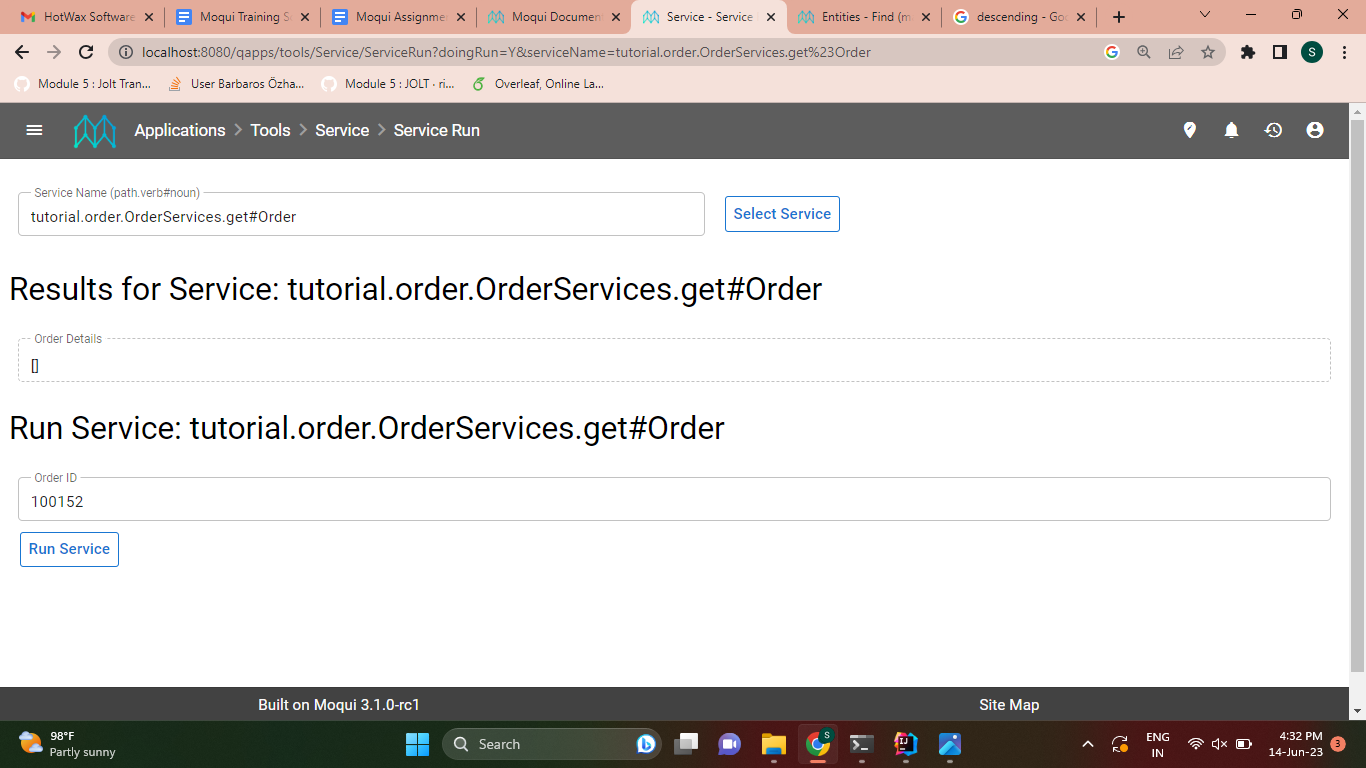 HotWax Software
Moqui Training S
Moqui Assignme
Moqui Document
Service - Service
Entities - Find (m
descending - Goo
localhost:8080/qapps/tools/Service/ServiceRun?doingRun=Y&serviceName=tutorial.order.OrderServices.get%23Order
S
Module 5 : Jolt Tran...
User Barbaros Özha...
Module 5 : JOLT · ri...
Overleaf, Online La...
Applications
Tools
Service
Service Run
Service Name (path.verb#noun)
tutorial.order.OrderServices.get#Order
Select Service
Results for Service: tutorial.order.OrderServices.get#Order
Order Details
[]
Run Service: tutorial.order.OrderServices.get#Order
Order ID
100152
Run Service
Built on Moqui 3.1.0-rc1
Site Map
98°F
Partly sunny
Search
S
ENG
IN
4:32 PM
14-Jun-23
3